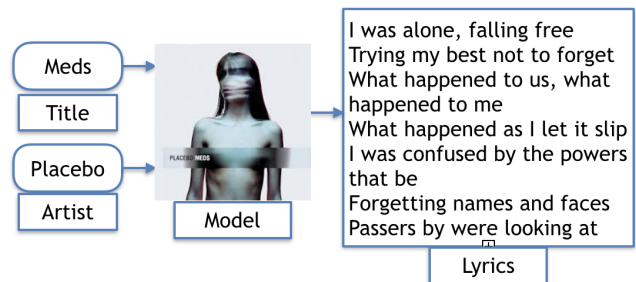 Meds
Title
Placebo
Artist
PLACEBO MEDS
Model
I was alone, falling free
Trying my best not to forget
What happened to us, what
happened to me
What happened as I let it slip
I was confused by the powers
that be
Forgetting names and faces
Passers by were looking at
Lyrics